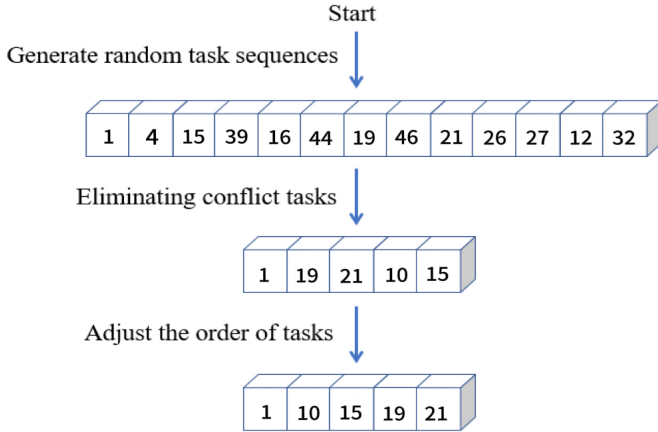 Start
Generate random task sequences
1 4 15 39 16 44 19 46 21 26 27 12 32
Eliminating conflict tasks
1 19 21 10 15
Adjust the order of tasks
1 10 15 19 21